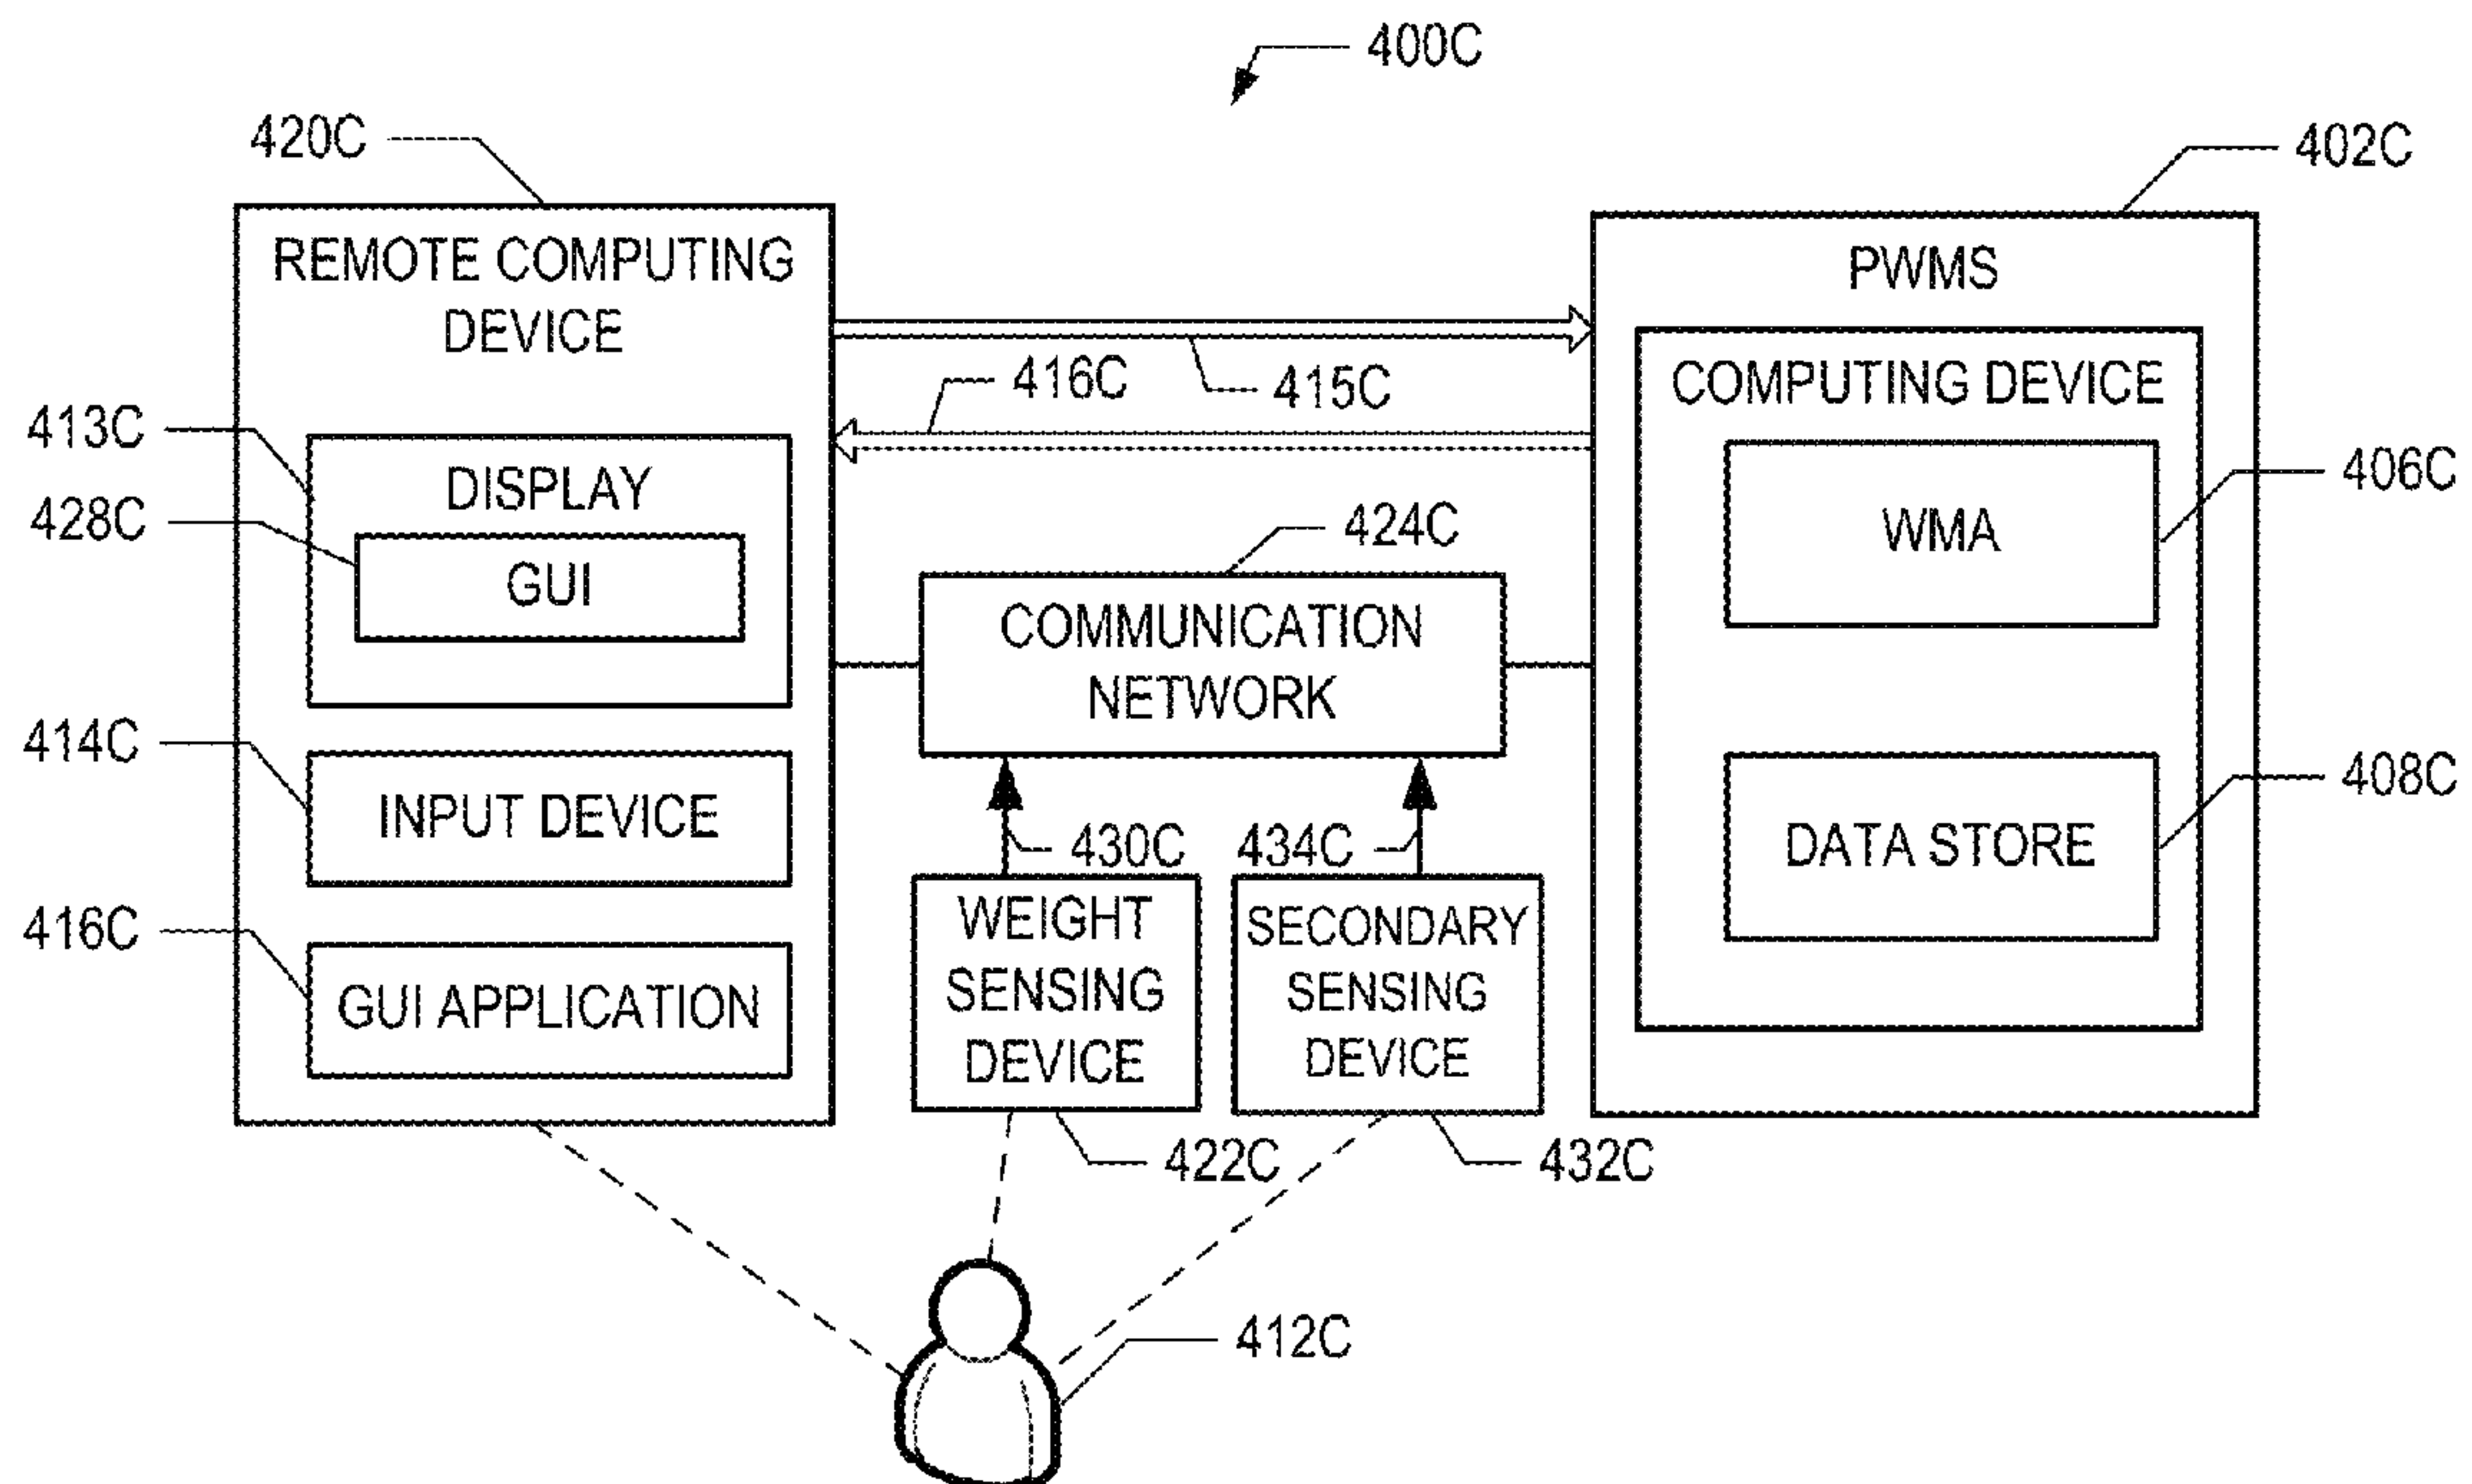 400C
420C
402C
REMOTE COMPUTING
DEVICE
PWMS
416C
415C
COMPUTING DEVICE
413C
DISPLAY
428C
GUI
424C
406C
WMA
COMMUNICATION
NETWORK
414C
INPUT DEVICE
408C
DATA STORE
430C
434C
416C
GUI APPLICATION
WEIGHT
SENSING
DEVICE
SECONDARY
SENSING
DEVICE
422C
432C
412C